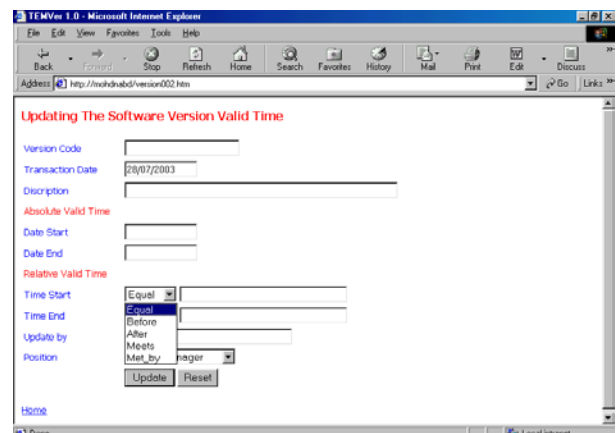 TEMVer 1.0 - Microsoft Internet Explorer
File Edit View Favorites Tools Help
Back Forward Stop Refresh Home Search Favorites History Mail Print Edit Discuss
Address http://mohdnabd/version002.htm Go Links »
Updating The Software Version Valid Time
Version Code
Transaction Date 28/07/2003
Discription
Absolute Valid Time
Date Start
Date End
Relative Valid Time
Time Start Equal
Equal
Time End
Before
After
Update by
Meets
Position Met_by nager
Update Reset
Home